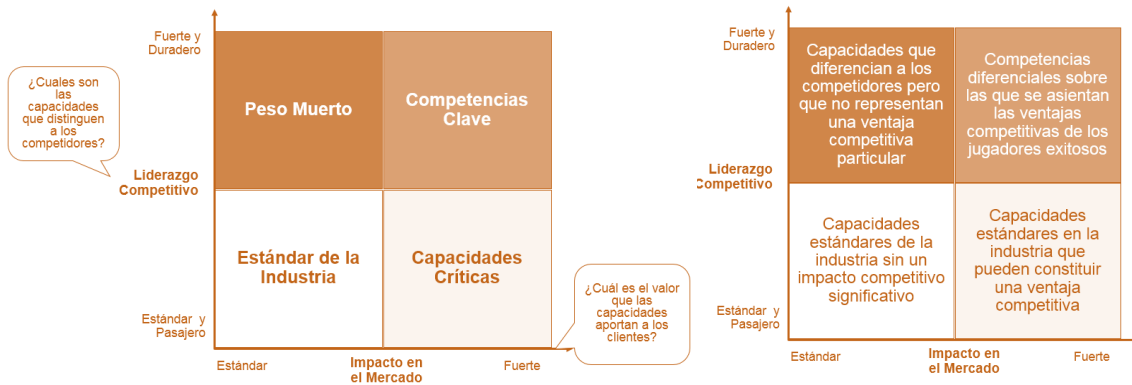 Fuerte y
Duradero
¿Cuales son
las
capacidades
que distinguen
a los
competidores?
Peso Muerto
Competencias
Clave
Liderazgo
Competitivo
Estándar de la
Industria
Capacidades
Críticas
¿Cuál es el valor
que las
capacidades
aportan a los
clientes?
Estándar y
Pasajero
Estándar
Impacto en
el Mercado
Fuerte
Fuerte y
Duradero
Capacidades que
diferencian a los
competidores pero
que no representan
una ventaja
competitiva
particular
Competencias
diferenciales sobre
las que se asientan
las ventajas
competitivas de los
jugadores exitosos
Liderazgo
Competitivo
Capacidades
estándares de la
industria sin un
impacto competitivo
significativo
Capacidades
estándares en la
industria que
pueden constituir
una ventaja
competitiva
Estándar y
Pasajero
Estándar
Impacto en
el Mercado
Fuerte